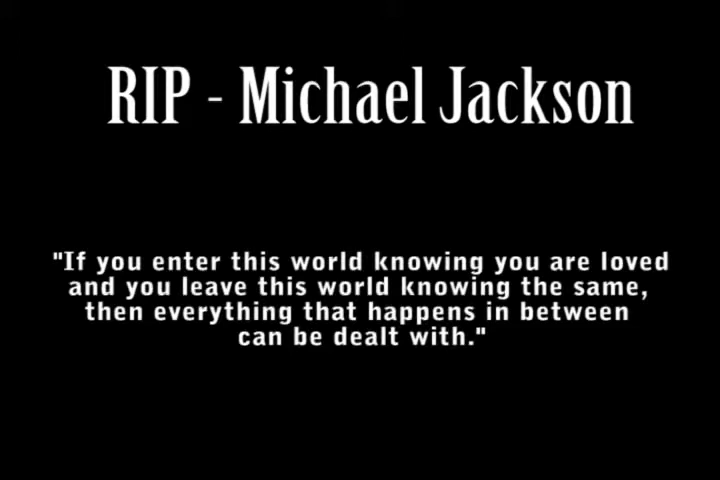 RIP - Michael Jackson
"If you enter this world knowing you are loved
and you leave this world knowing the same,
then everything that happens in between
can be dealt with."